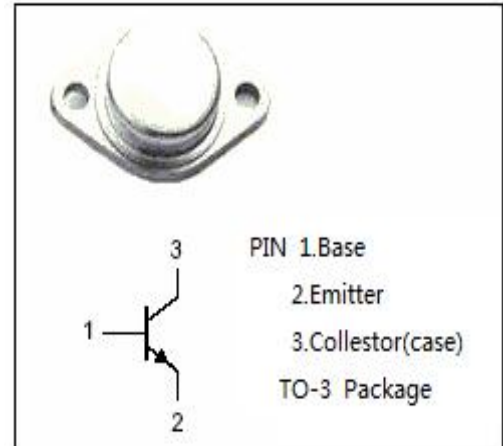 3
1
2
PIN 1.Base
2.Emitter
3.Collestor(case)
TO-3 Package